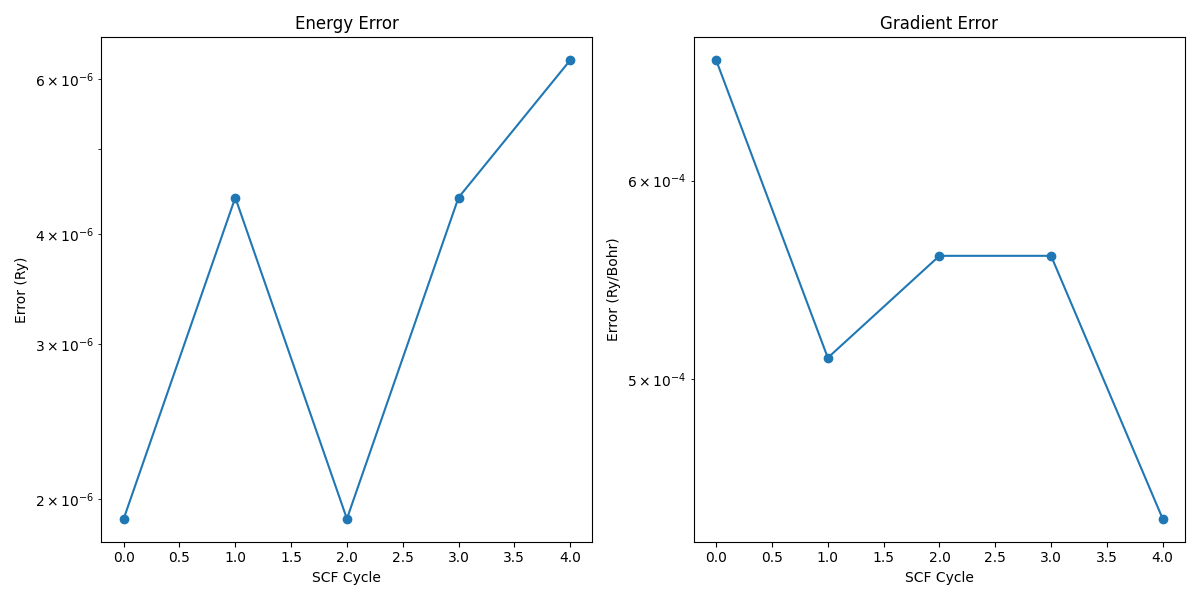 Energy Error
Error (Ry)
6 × 10⁻⁶
4 × 10⁻⁶
3 × 10⁻⁶
2 × 10⁻⁶
0.0 0.5 1.0 1.5 2.0 2.5 3.0 3.5 4.0
SCF Cycle
Gradient Error
Error (Ry/Bohr)
6 × 10⁻⁴
5 × 10⁻⁴
0.0 0.5 1.0 1.5 2.0 2.5 3.0 3.5 4.0
SCF Cycle